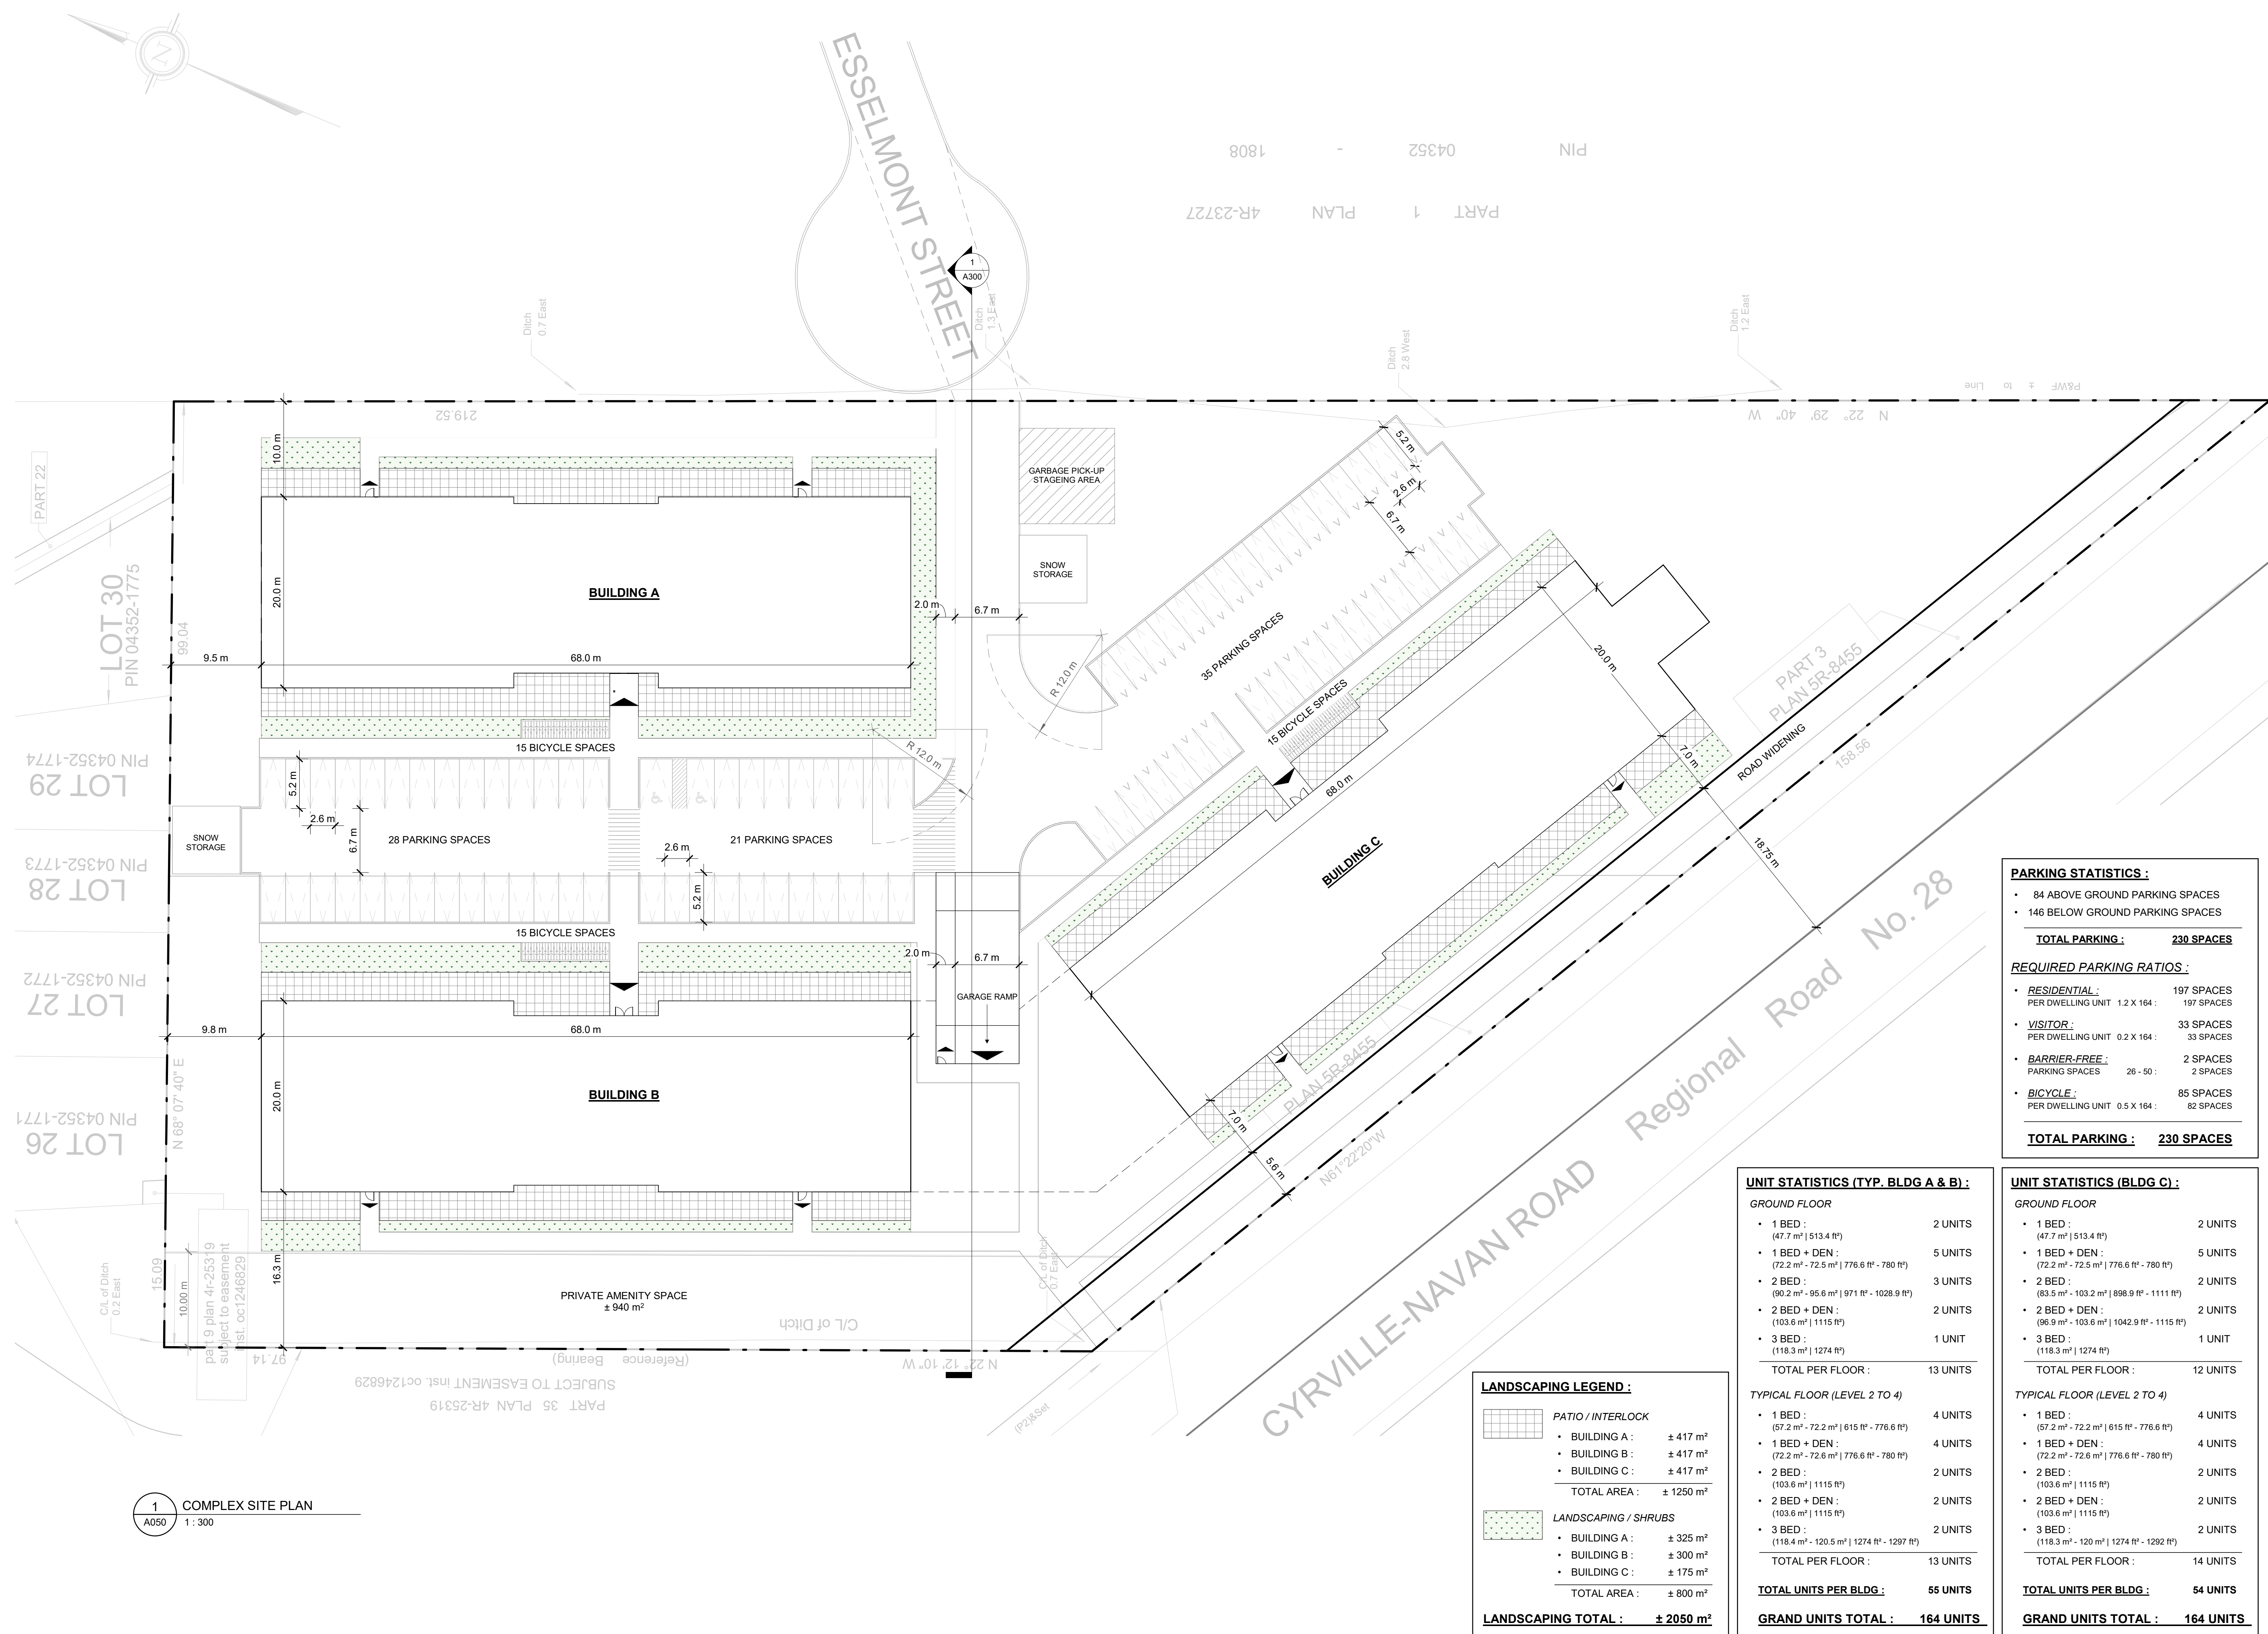 N
ESSELMONT STREET
PIN 04352 - 1808
PART 1 PLAN 4R-23727
1
A300
Ditch
0.7 East
Ditch
1.3 East
Ditch
2.8 West
Ditch
1.2 East
P&WF ± to Line
N 22° 29' 40" W
219.52
PART 22
LOT 30
PIN 04352-1775
99.04
10.0 m
BUILDING A
20.0 m
9.5 m
68.0 m
GARBAGE PICK-UP
STAGEING AREA
SNOW
STORAGE
2.0 m
6.7 m
R 12.0 m
5.2 m
2.6 m
6.7 m
35 PARKING SPACES
15 BICYCLE SPACES
20.0 m
68.0 m
BUILDING C
7.0 m
18.75 m
ROAD WIDENING
PART 3
PLAN 5R-8455
158.56
15 BICYCLE SPACES
R 12.0 m
5.2 m
2.6 m
6.7 m
28 PARKING SPACES
21 PARKING SPACES
2.6 m
5.2 m
SNOW
STORAGE
PIN 04352-1774
LOT 29
PIN 04352-1773
LOT 28
PIN 04352-1772
LOT 27
PIN 04352-1771
LOT 26
15 BICYCLE SPACES
2.0 m
6.7 m
GARAGE RAMP
9.8 m
68.0 m
20.0 m
BUILDING B
N 68° 07' 40" E
PLAN 5R-8455
7.0 m
5.6 m
N61°22'20"W
CYRVILLE-NAVAN ROAD Regional Road No. 28
C/L of Ditch
0.2 East
15.09
10.00 m
part 9 plan 4r-25319
subject to easement
inst. oc1246829
16.3 m
PRIVATE AMENITY SPACE
± 940 m²
C/L of Ditch
C/L of Ditch
0.7 East
97.14
(Reference Bearing)
N 22° 12' 10" W
SUBJECT TO EASEMENT inst. oc1246829
PART 35 PLAN 4R-25319
(P2)&Set
1
A050
COMPLEX SITE PLAN
1 : 300
LANDSCAPING LEGEND :
PATIO / INTERLOCK
• BUILDING A : ± 417 m²
• BUILDING B : ± 417 m²
• BUILDING C : ± 417 m²
TOTAL AREA : ± 1250 m²
LANDSCAPING / SHRUBS
• BUILDING A : ± 325 m²
• BUILDING B : ± 300 m²
• BUILDING C : ± 175 m²
TOTAL AREA : ± 800 m²
LANDSCAPING TOTAL : ± 2050 m²
UNIT STATISTICS (TYP. BLDG A & B) :
GROUND FLOOR
• 1 BED : 2 UNITS
(47.7 m² | 513.4 ft²)
• 1 BED + DEN : 5 UNITS
(72.2 m² - 72.5 m² | 776.6 ft² - 780 ft²)
• 2 BED : 3 UNITS
(90.2 m² - 95.6 m² | 971 ft² - 1028.9 ft²)
• 2 BED + DEN : 2 UNITS
(103.6 m² | 1115 ft²)
• 3 BED : 1 UNIT
(118.3 m² | 1274 ft²)
TOTAL PER FLOOR : 13 UNITS
TYPICAL FLOOR (LEVEL 2 TO 4)
• 1 BED : 4 UNITS
(57.2 m² - 72.2 m² | 615 ft² - 776.6 ft²)
• 1 BED + DEN : 4 UNITS
(72.2 m² - 72.6 m² | 776.6 ft² - 780 ft²)
• 2 BED : 2 UNITS
(103.6 m² | 1115 ft²)
• 2 BED + DEN : 2 UNITS
(103.6 m² | 1115 ft²)
• 3 BED : 2 UNITS
(118.4 m² - 120.5 m² | 1274 ft² - 1297 ft²)
TOTAL PER FLOOR : 13 UNITS
TOTAL UNITS PER BLDG : 55 UNITS
GRAND UNITS TOTAL : 164 UNITS
PARKING STATISTICS :
• 84 ABOVE GROUND PARKING SPACES
• 146 BELOW GROUND PARKING SPACES
TOTAL PARKING : 230 SPACES
REQUIRED PARKING RATIOS :
• RESIDENTIAL : 197 SPACES
PER DWELLING UNIT 1.2 X 164 : 197 SPACES
• VISITOR : 33 SPACES
PER DWELLING UNIT 0.2 X 164 : 33 SPACES
• BARRIER-FREE : 2 SPACES
PARKING SPACES 26 - 50 : 2 SPACES
• BICYCLE : 85 SPACES
PER DWELLING UNIT 0.5 X 164 : 82 SPACES
TOTAL PARKING : 230 SPACES
UNIT STATISTICS (BLDG C) :
GROUND FLOOR
• 1 BED : 2 UNITS
(47.7 m² | 513.4 ft²)
• 1 BED + DEN : 5 UNITS
(72.2 m² - 72.5 m² | 776.6 ft² - 780 ft²)
• 2 BED : 2 UNITS
(83.5 m² - 103.2 m² | 898.9 ft² - 1111 ft²)
• 2 BED + DEN : 2 UNITS
(96.9 m² - 103.6 m² | 1042.9 ft² - 1115 ft²)
• 3 BED : 1 UNIT
(118.3 m² | 1274 ft²)
TOTAL PER FLOOR : 12 UNITS
TYPICAL FLOOR (LEVEL 2 TO 4)
• 1 BED : 4 UNITS
(57.2 m² - 72.2 m² | 615 ft² - 776.6 ft²)
• 1 BED + DEN : 4 UNITS
(72.2 m² - 72.6 m² | 776.6 ft² - 780 ft²)
• 2 BED : 2 UNITS
(103.6 m² | 1115 ft²)
• 2 BED + DEN : 2 UNITS
(103.6 m² | 1115 ft²)
• 3 BED : 2 UNITS
(118.3 m² - 120 m² | 1274 ft² - 1292 ft²)
TOTAL PER FLOOR : 14 UNITS
TOTAL UNITS PER BLDG : 54 UNITS
GRAND UNITS TOTAL : 164 UNITS